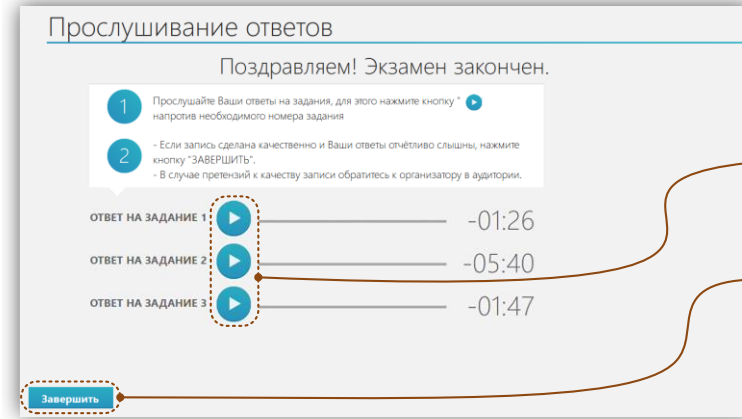 Прослушивание ответов
Поздравляем! Экзамен закончен.
1
Прослушайте Ваши ответы на задания, для этого нажмите кнопку "
напротив необходимого номера задания
2
- Если запись сделана качественно и Ваши ответы отчётливо слышны, нажмите
кнопку "ЗАВЕРШИТЬ".
- В случае претензий к качеству записи обратитесь к организатору в аудитории.
ОТВЕТ НА ЗАДАНИЕ 1 -01:26
ОТВЕТ НА ЗАДАНИЕ 2 -05:40
ОТВЕТ НА ЗАДАНИЕ 3 -01:47
Завершить